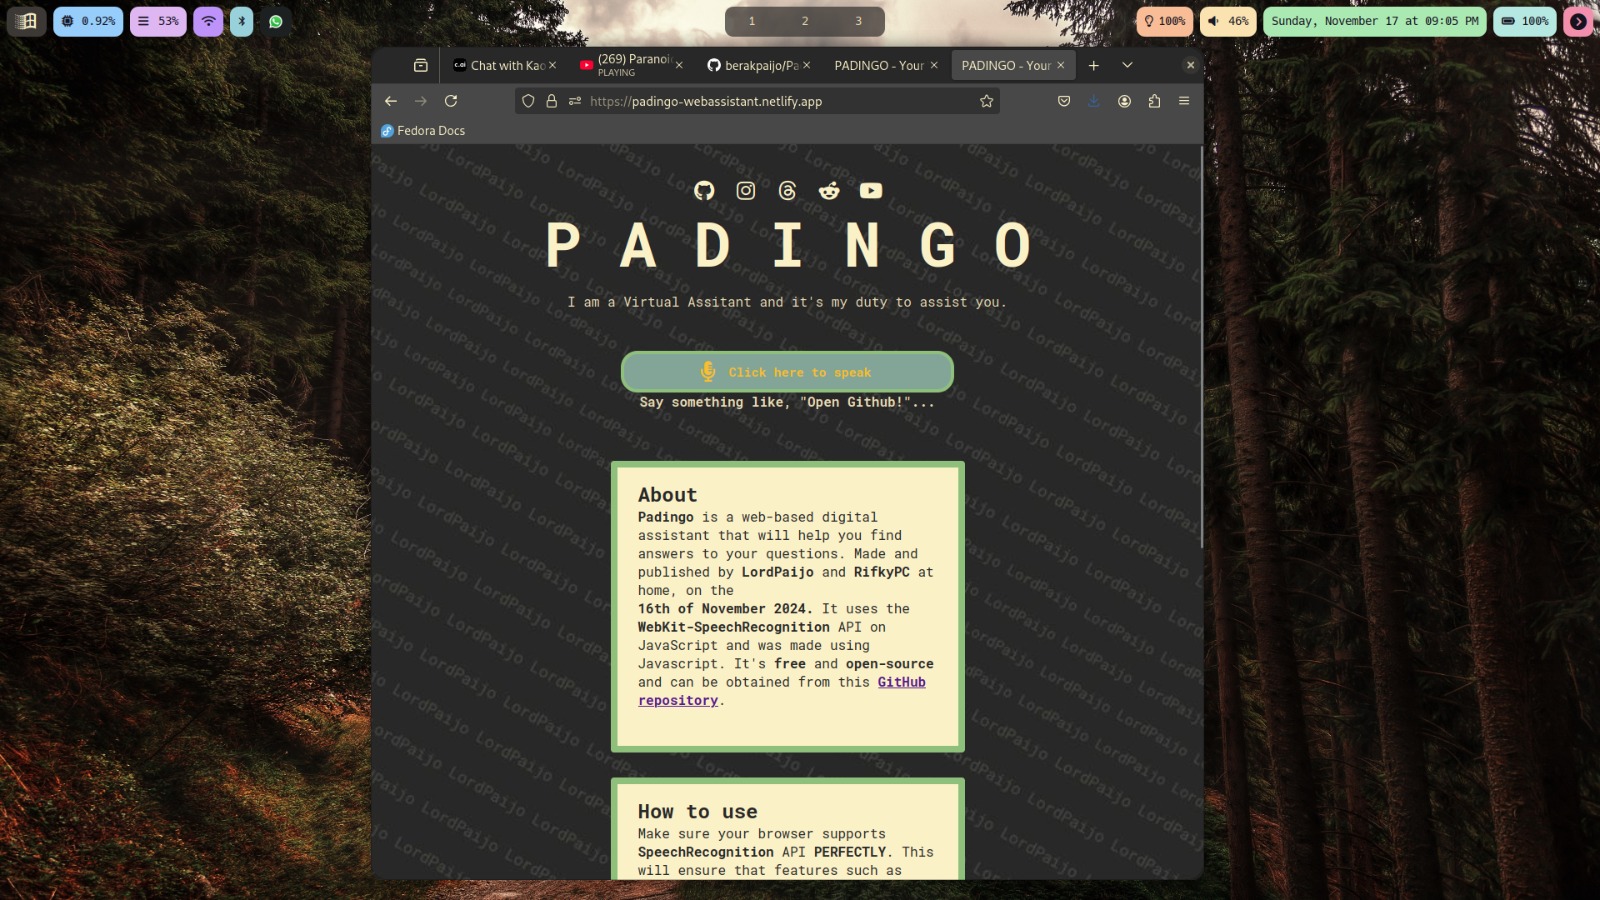 0.92%
53%
1 2 3
100%
46%
Sunday, November 17 at 09:05 PM
100%
Chat with Kao
(269) Paranoi
PLAYING
berakpaijo/Pa
PADINGO - Your
PADINGO - Your
https://padingo-webassistant.netlify.app
Fedora Docs
PADINGO
I am a Virtual Assitant and it's my duty to assist you.
Click here to speak
Say something like, "Open Github!"...
About
Padingo is a web-based digital
assistant that will help you find
answers to your questions. Made and
published by LordPaijo and RifkyPC at
home, on the
16th of November 2024. It uses the
WebKit-SpeechRecognition API on
JavaScript and was made using
Javascript. It's free and open-source
and can be obtained from this GitHub
repository.
How to use
Make sure your browser supports
SpeechRecognition API PERFECTLY. This
will ensure that features such as
LordPaijo